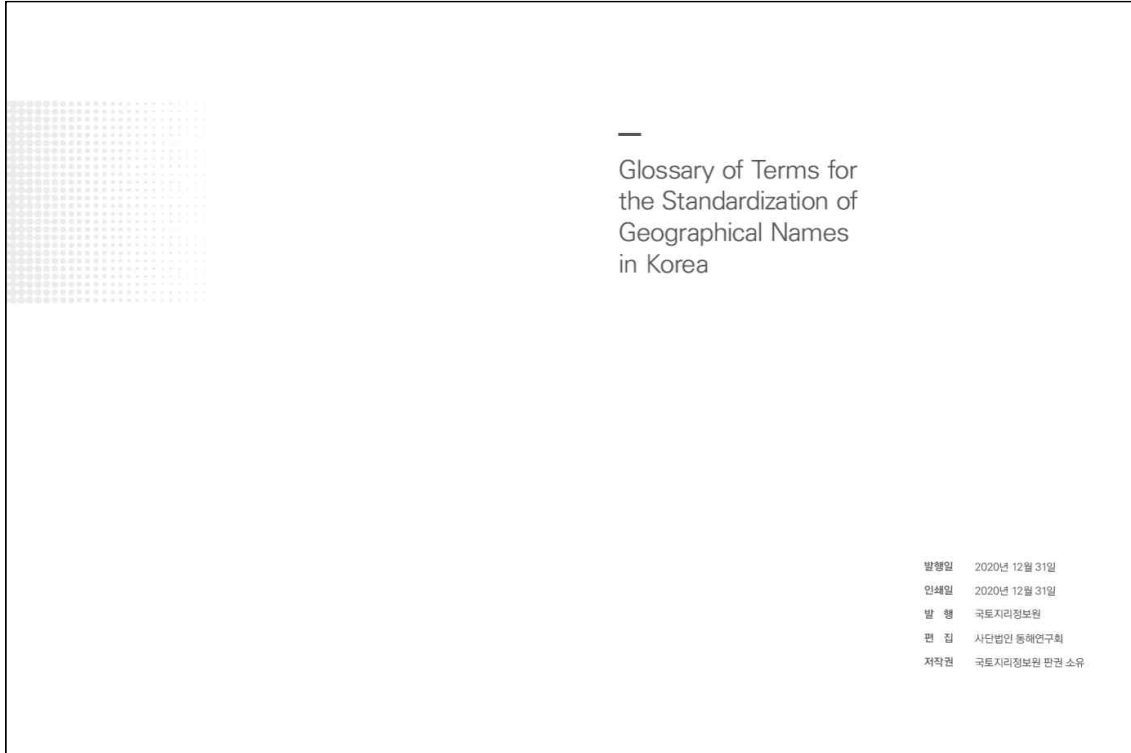 Glossary of Terms for
the Standardization of
Geographical Names
in Korea
발행일 2020년 12월 31일
인쇄일 2020년 12월 31일
발 행 국토지리정보원
편 집 사단법인 동해연구회
저작권 국토지리정보원 판권 소유